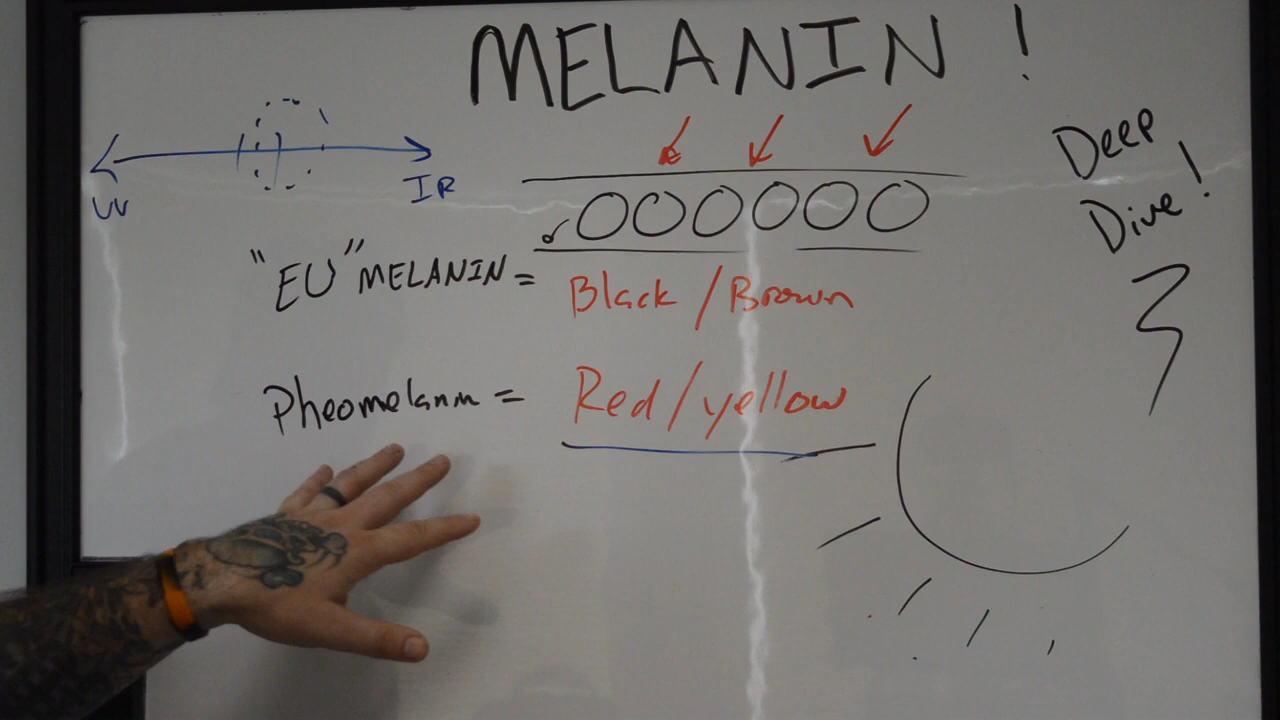 MELANIN !
Deep
Dive !
UV
IR
"EU" MELANIN = Black / Brown
Pheomelanin = Red / yellow